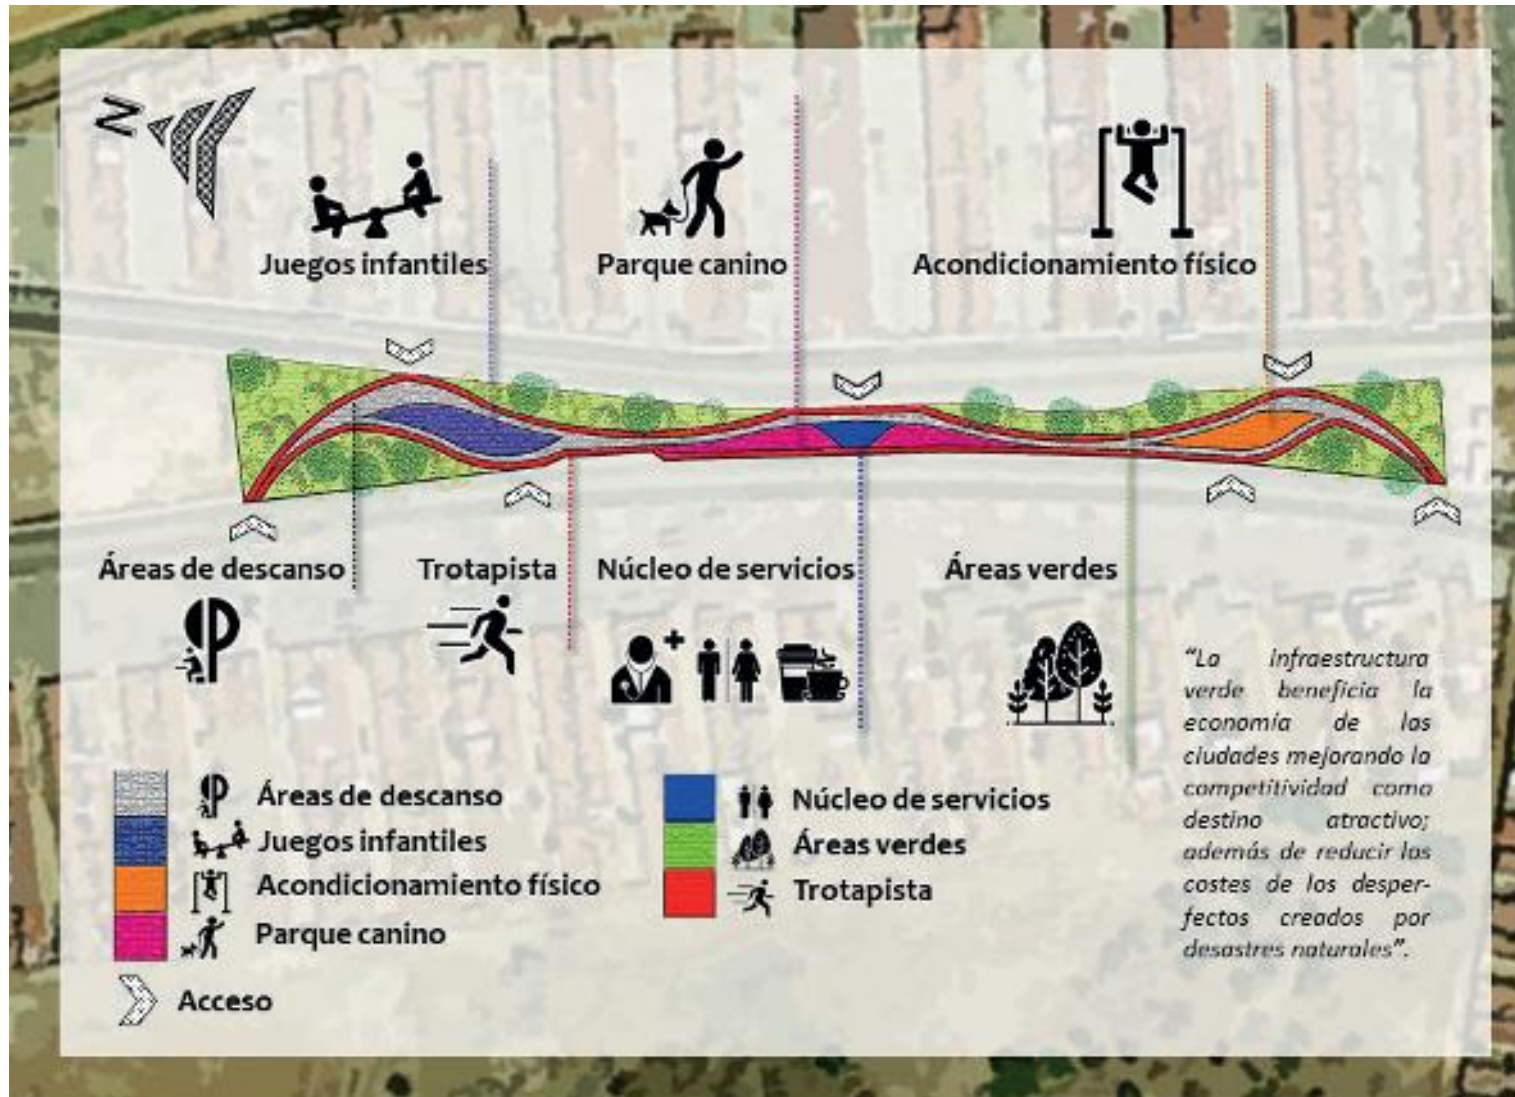 N
Juegos infantiles
Parque canino
Acondicionamiento físico
Áreas de descanso
Trotapista
Núcleo de servicios
Áreas verdes
“La infraestructura
verde beneficia la
economía de las
ciudades mejorando la
competitividad como
destino atractivo;
además de reducir los
costes de los desper-
fectos creados por
desastres naturales”.
Áreas de descanso
Juegos infantiles
Acondicionamiento físico
Parque canino
Acceso
Núcleo de servicios
Áreas verdes
Trotapista